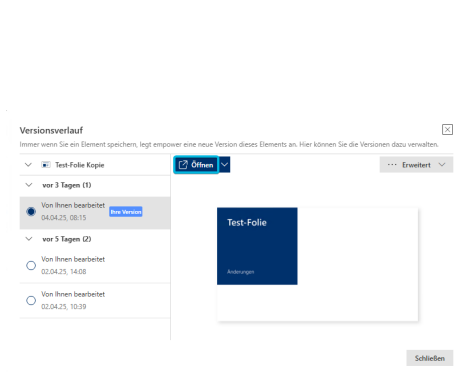 Versionsverlauf
Immer wenn Sie ein Element speichern, legt empower eine neue Version dieses Elements an. Hier können Sie die Versionen dazu verwalten.
Test-Folie Kopie
Öffnen
··· Erweitert
vor 3 Tagen (1)
Von Ihnen bearbeitet
Ihre Version
04.04.25, 08:15
vor 5 Tagen (2)
Von Ihnen bearbeitet
02.04.25, 14:08
Von Ihnen bearbeitet
02.04.25, 10:39
Test-Folie
Änderungen
Schließen